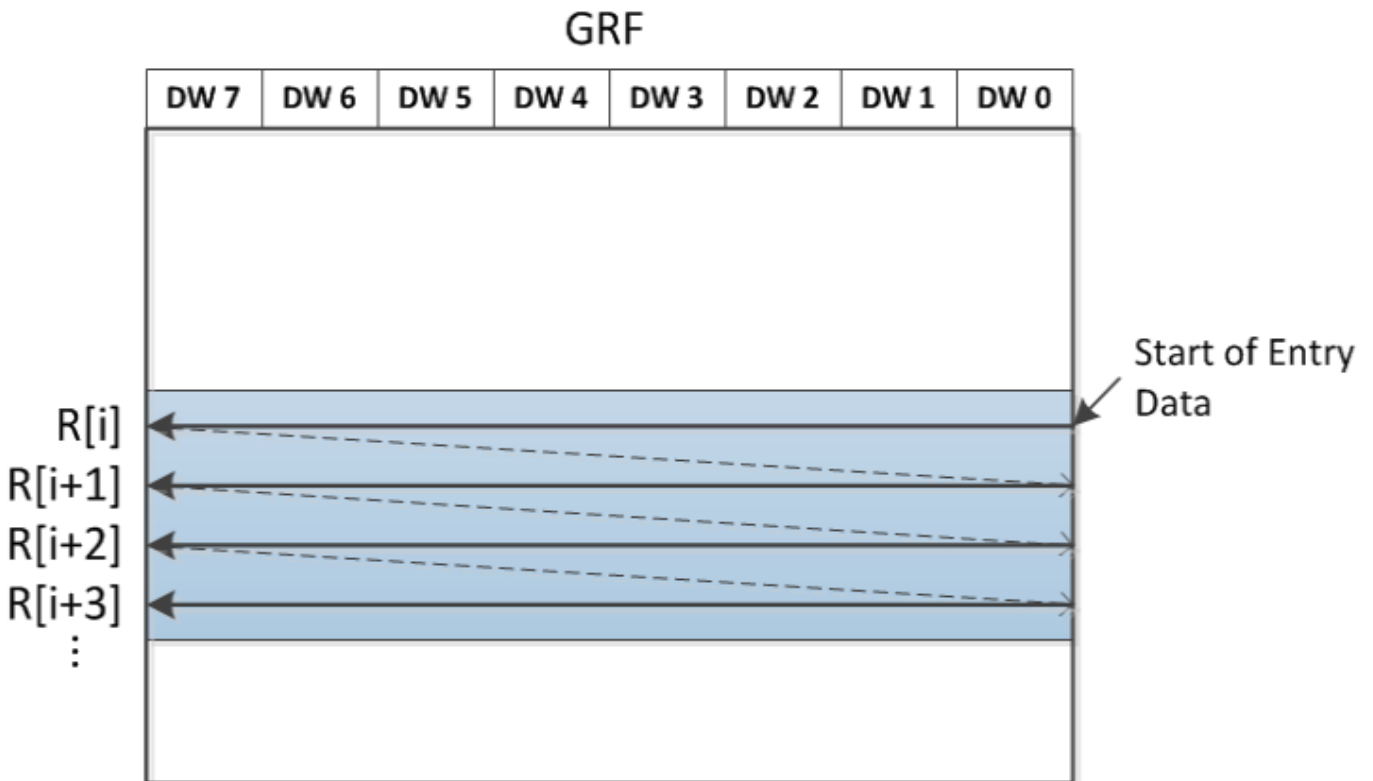 GRF
DW 7 DW 6 DW 5 DW 4 DW 3 DW 2 DW 1 DW 0
Start of Entry
Data
R[i]
R[i+1]
R[i+2]
R[i+3]
⋮